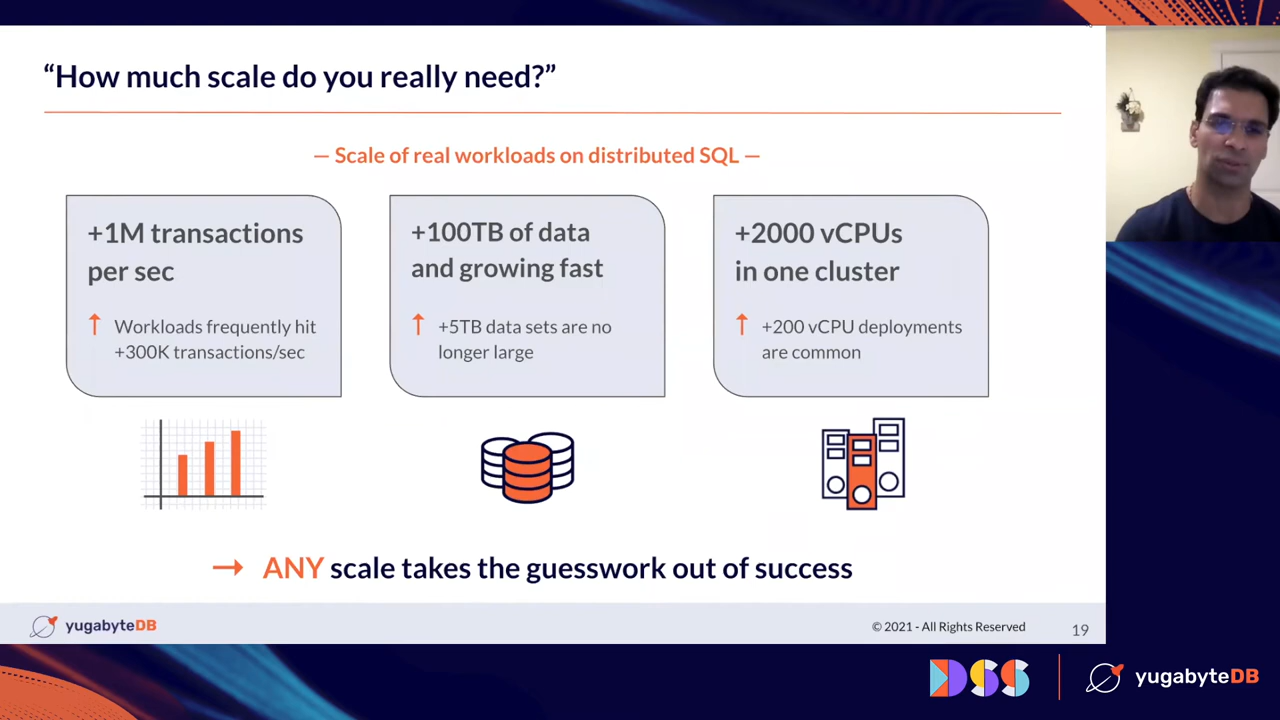 “How much scale do you really need?”
— Scale of real workloads on distributed SQL —
+1M transactions
per sec
↑ Workloads frequently hit
+300K transactions/sec
+100TB of data
and growing fast
↑ +5TB data sets are no
longer large
+2000 vCPUs
in one cluster
↑ +200 vCPU deployments
are common
→ ANY scale takes the guesswork out of success
yugabyteDB
© 2021 - All Rights Reserved
19
DSS
yugabyteDB